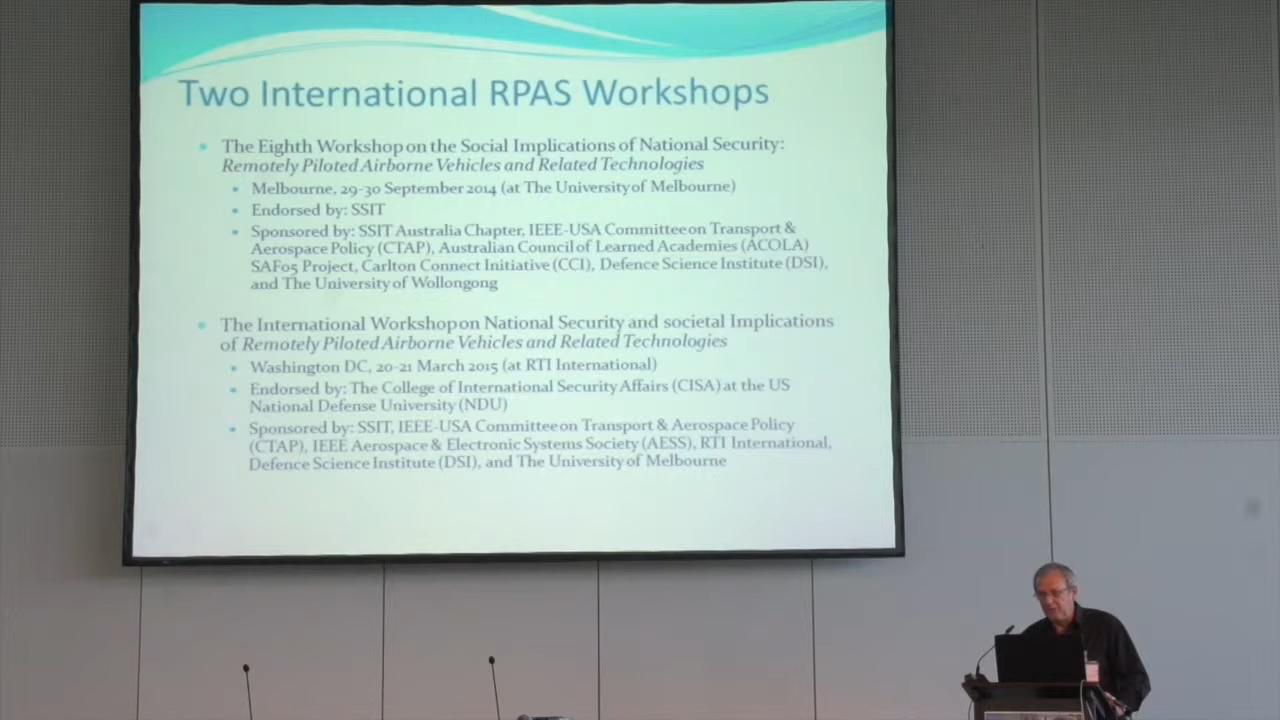 Two International RPAS Workshops
The Eighth Workshop on the Social Implications of National Security:
Remotely Piloted Airborne Vehicles and Related Technologies
Melbourne, 29-30 September 2014 (at The University of Melbourne)
Endorsed by: SSIT
Sponsored by: SSIT Australia Chapter, IEEE-USA Committee on Transport &
Aerospace Policy (CTAP), Australian Council of Learned Academies (ACOLA)
SAF05 Project, Carlton Connect Initiative (CCI), Defence Science Institute (DSI),
and The University of Wollongong
The International Workshop on National Security and societal Implications
of Remotely Piloted Airborne Vehicles and Related Technologies
Washington DC, 20-21 March 2015 (at RTI International)
Endorsed by: The College of International Security Affairs (CISA) at the US
National Defense University (NDU)
Sponsored by: SSIT, IEEE-USA Committee on Transport & Aerospace Policy
(CTAP), IEEE Aerospace & Electronic Systems Society (AESS), RTI International,
Defence Science Institute (DSI), and The University of Melbourne